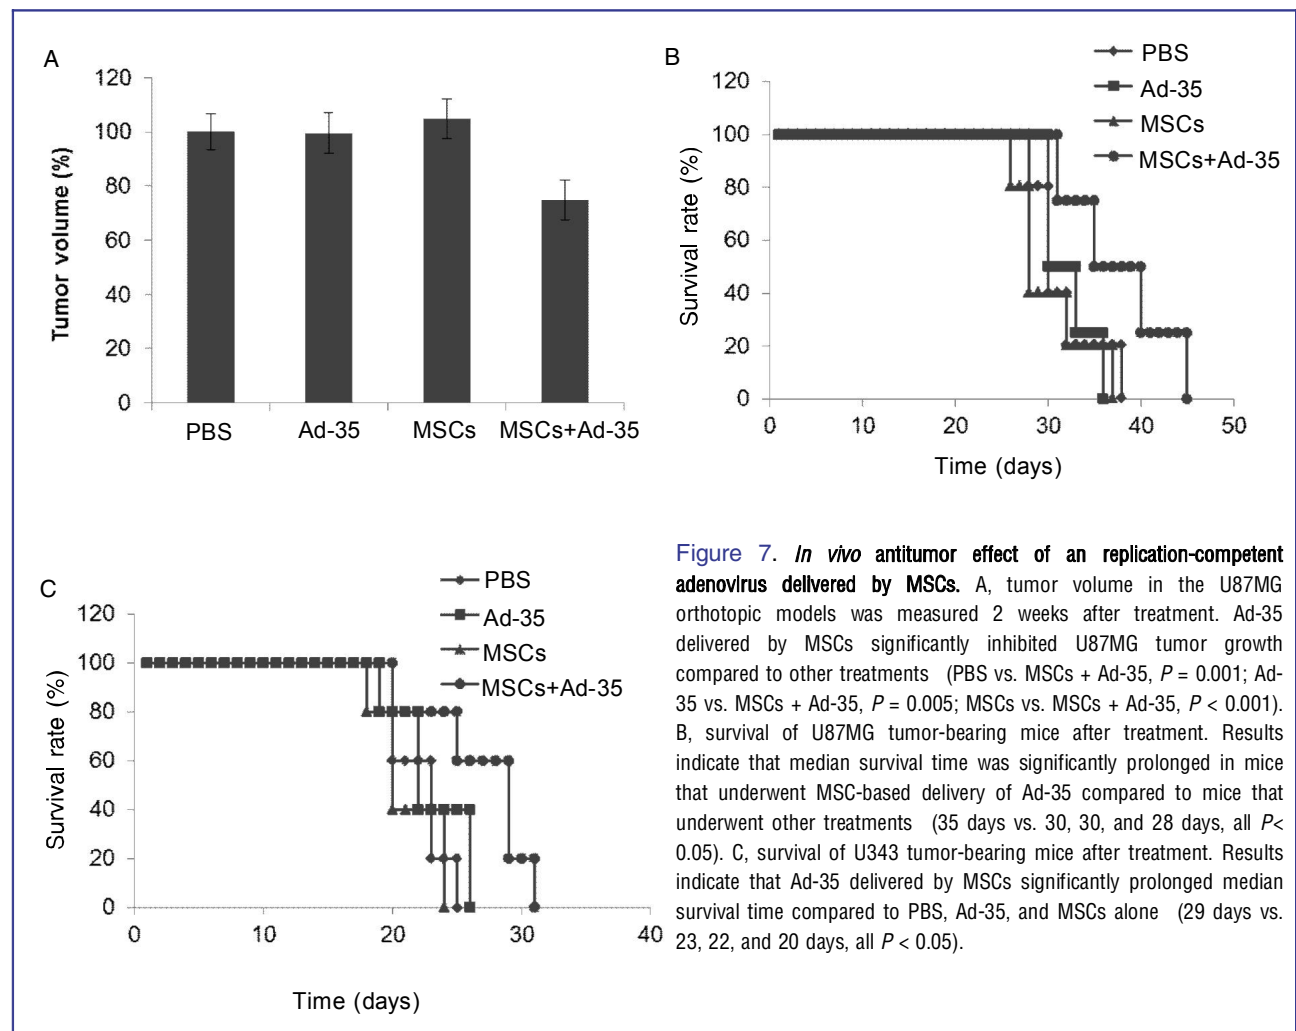 A
120
100
80
60
40
20
0
Tumor volume (%)
PBS
Ad-35
MSCs
MSCs+Ad-35
B
PBS
Ad-35
MSCs
MSCs+Ad-35
120
100
80
60
40
20
0
Survival rate (%)
0
10
20
30
40
50
Time (days)
C
PBS
Ad-35
MSCs
MSCs+Ad-35
120
100
80
60
40
20
0
Survival rate (%)
0
10
20
30
40
Time (days)
Figure 7. In vivo antitumor effect of an replication-competent
adenovirus delivered by MSCs. A, tumor volume in the U87MG
orthotopic models was measured 2 weeks after treatment. Ad-35
delivered by MSCs significantly inhibited U87MG tumor growth
compared to other treatments (PBS vs. MSCs + Ad-35, P = 0.001; Ad-
35 vs. MSCs + Ad-35, P = 0.005; MSCs vs. MSCs + Ad-35, P < 0.001).
B, survival of U87MG tumor-bearing mice after treatment. Results
indicate that median survival time was significantly prolonged in mice
that underwent MSC-based delivery of Ad-35 compared to mice that
underwent other treatments (35 days vs. 30, 30, and 28 days, all P<
0.05). C, survival of U343 tumor-bearing mice after treatment. Results
indicate that Ad-35 delivered by MSCs significantly prolonged median
survival time compared to PBS, Ad-35, and MSCs alone (29 days vs.
23, 22, and 20 days, all P < 0.05).